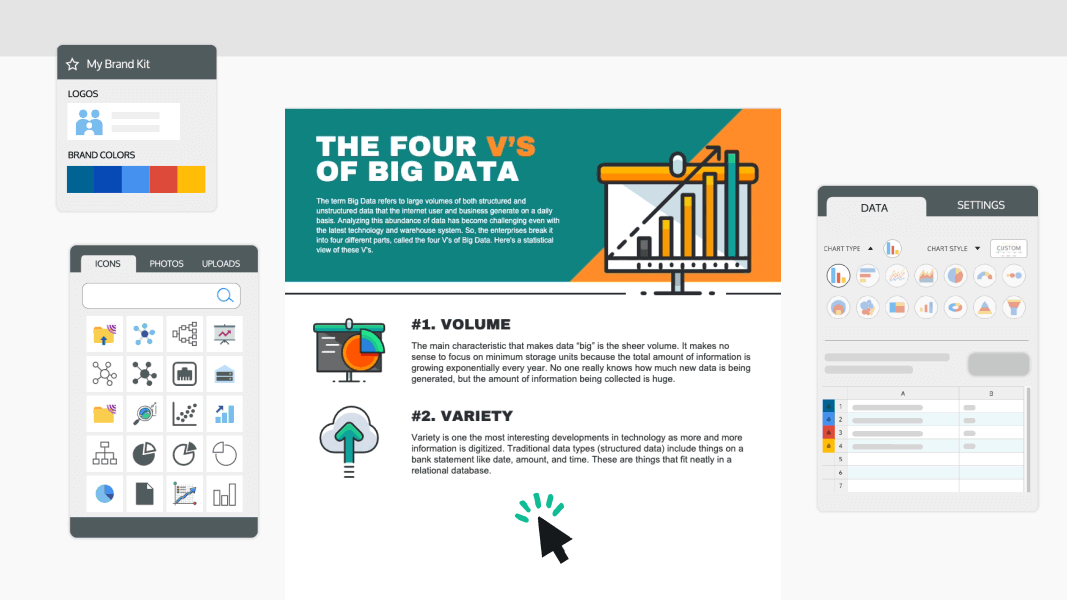 My Brand Kit
LOGOS
BRAND COLORS
ICONS
PHOTOS
UPLOADS
THE FOUR V'S
OF BIG DATA
The term Big Data refers to large volumes of both structured and
unstructured data that the internet user and business generate on a daily
basis. Analyzing this abundance of data has become challenging even with
the latest technology and warehouse system. So, the enterprises break it
into four different parts, called the four V's of Big Data. Here's a statistical
view of these V's.
#1. VOLUME
The main characteristic that makes data “big” is the sheer volume. It makes no
sense to focus on minimum storage units because the total amount of information is
growing exponentially every year. No one really knows how much new data is being
generated, but the amount of information being collected is huge.
#2. VARIETY
Variety is one the most interesting developments in technology as more and more
information is digitized. Traditional data types (structured data) include things on a
bank statement like date, amount, and time. These are things that fit neatly in a
relational database.
DATA
SETTINGS
CHART TYPE
CHART STYLE
CUSTOM
A
B
1
2
3
4
5
6
7